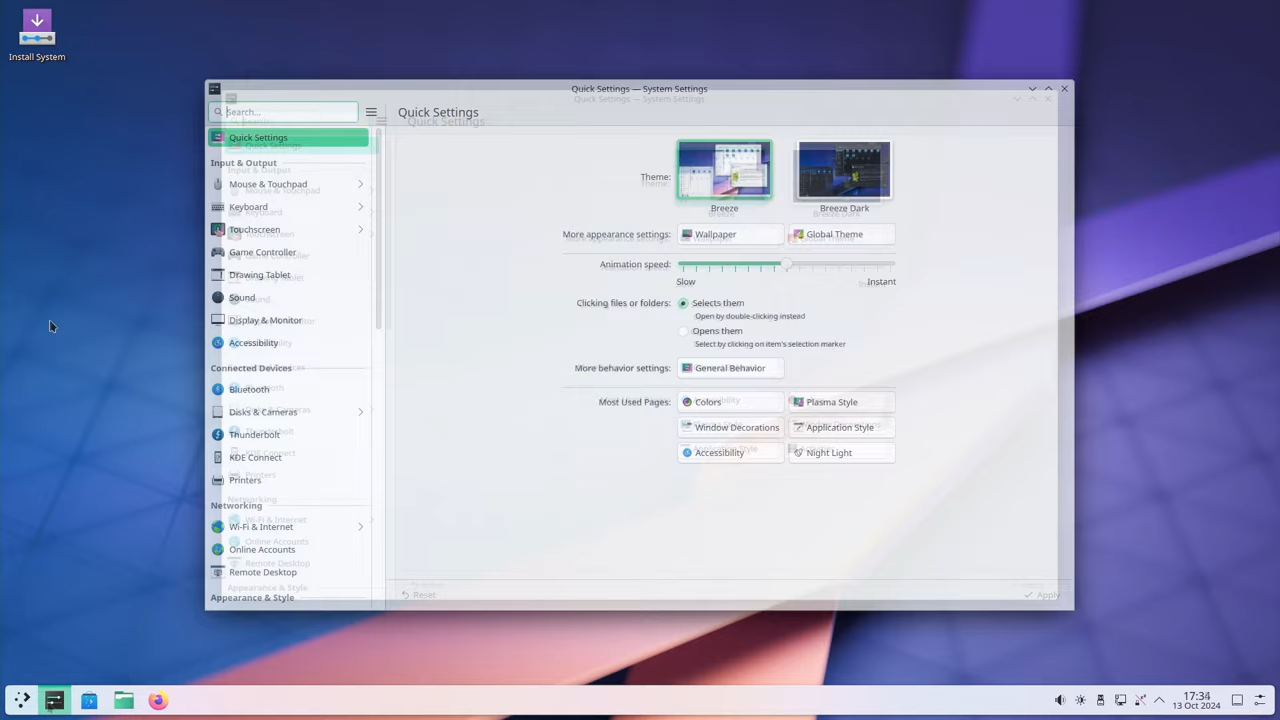 Install System
Quick Settings — System Settings
Search...
Quick Settings
Quick Settings
Input & Output
Mouse & Touchpad
Keyboard
Touchscreen
Game Controller
Drawing Tablet
Sound
Display & Monitor
Accessibility
Connected Devices
Bluetooth
Disks & Cameras
Thunderbolt
KDE Connect
Printers
Networking
Wi-Fi & Internet
Online Accounts
Remote Desktop
Appearance & Style
Theme:
Breeze
Breeze Dark
More appearance settings:
Wallpaper
Global Theme
Animation speed:
Slow
Instant
Clicking files or folders:
Selects them
Open by double-clicking instead
Opens them
Select by clicking on item's selection marker
More behavior settings:
General Behavior
Most Used Pages:
Colors
Plasma Style
Window Decorations
Application Style
Accessibility
Night Light
Reset
Apply
17:34
13 Oct 2024